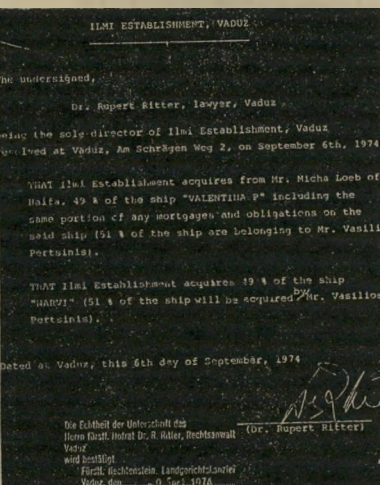 ILMI ESTABLISHMENT, VADUZ
he undersigned,
Dr. Rupert Ritter, lawyer, Vaduz
eing the sole director of Ilmi Establishment, Vaduz
solved at Vaduz, Am Schrägen Weg 2, on September 6th, 1974
THAT Ilmi Establishment acquires from Mr. Micha Loeb of
Haifa, 49 % of the ship "VALENTINA P" including the
same portion of any mortgages and obligations on the
said ship (51 % of the ship are belonging to Mr. Vasili
Pertsinis).
THAT Ilmi Establishment acquires 49 % of the ship
"HARVI" (51 % of the ship will be acquired by Mr. Vasilios
Pertsinis).
Dated at Vaduz, this 6th day of September, 1974
(Dr. Rupert Ritter)
Die Echtheit der Unterschrift des
Herrn Fürstl. Hofrat Dr. R. Ritter, Rechtsanwalt
Vaduz
wird bestätigt.
Fürstl. Liechtenstein. Landgerichtskanzlei
Vaduz, den 1974